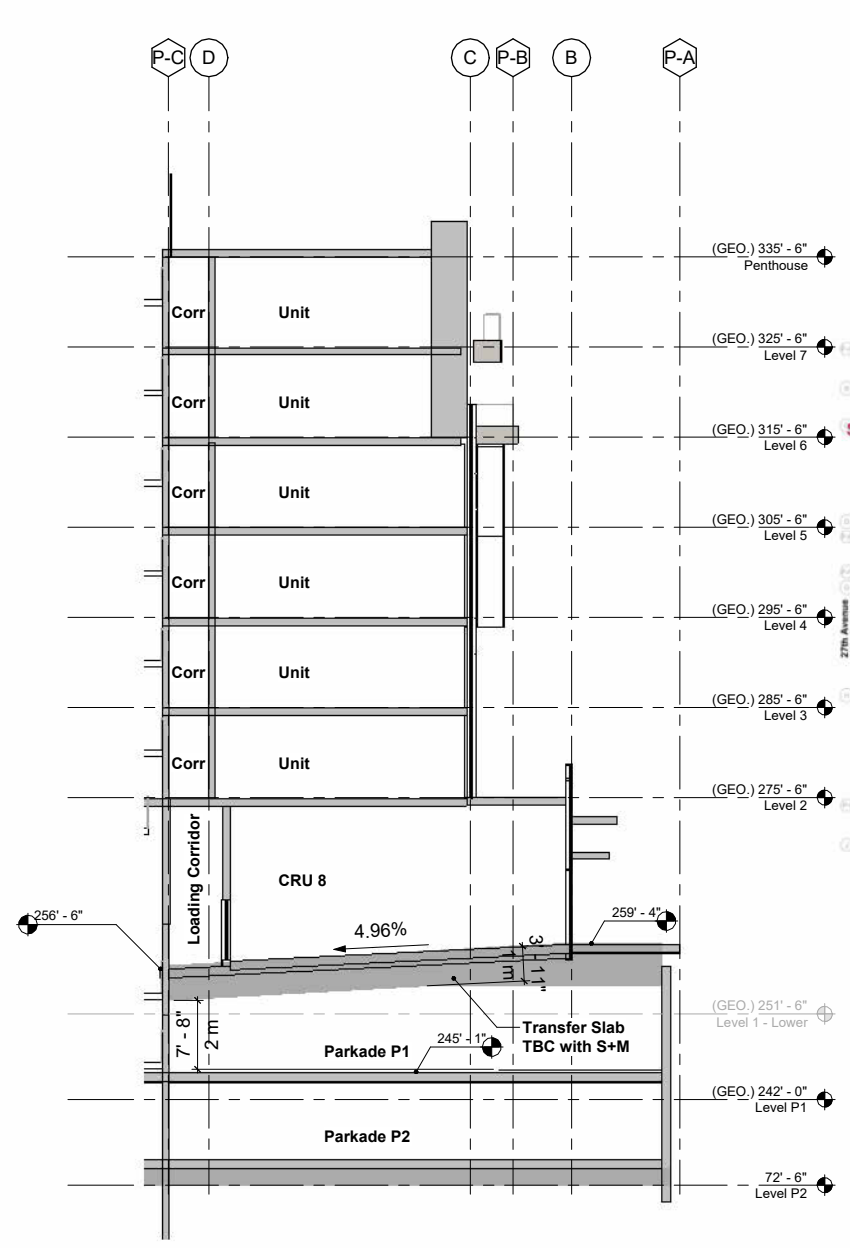 P-C D C P-B B P-A
(GEO.) 335' - 6"
Penthouse
Corr Unit
(GEO.) 325' - 6"
Level 7
Corr Unit
(GEO.) 315' - 6"
Level 6
Corr Unit
(GEO.) 305' - 6"
Level 5
Corr Unit
(GEO.) 295' - 6"
Level 4
27th Avenue
Corr Unit
(GEO.) 285' - 6"
Level 3
Corr Unit
(GEO.) 275' - 6"
Level 2
Loading Corridor
CRU 8
256' - 6"
4.96%
259' - 4"
3' - 11"
1 m
(GEO.) 251' - 6"
Level 1 - Lower
Transfer Slab
TBC with S+M
7' - 8"
2 m
245' - 1"
Parkade P1
(GEO.) 242' - 0"
Level P1
Parkade P2
72' - 6"
Level P2